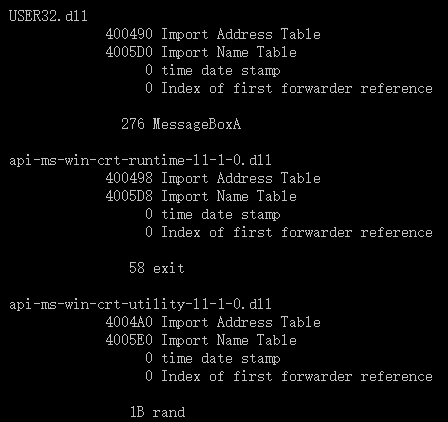 USER32.dll
400490 Import Address Table
4005D0 Import Name Table
0 time date stamp
0 Index of first forwarder reference
276 MessageBoxA
api-ms-win-crt-runtime-l1-1-0.dll
400498 Import Address Table
4005D8 Import Name Table
0 time date stamp
0 Index of first forwarder reference
58 exit
api-ms-win-crt-utility-l1-1-0.dll
4004A0 Import Address Table
4005E0 Import Name Table
0 time date stamp
0 Index of first forwarder reference
1B rand